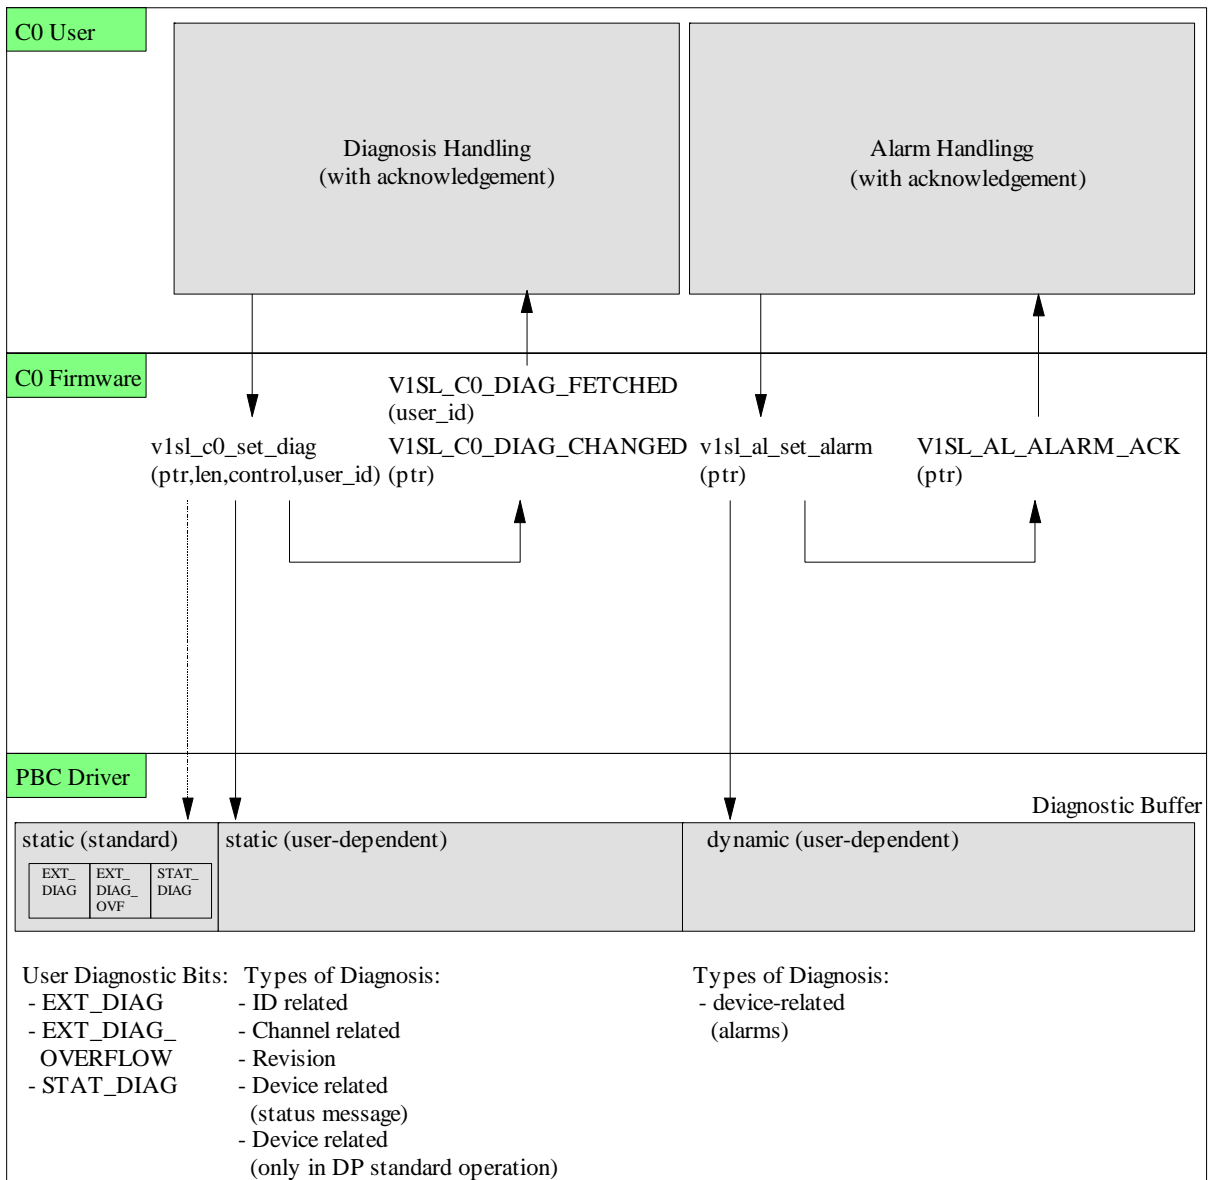 C0 User
Diagnosis Handling
(with acknowledgement)
Alarm Handlingg
(with acknowledgement)
C0 Firmware
V1SL_C0_DIAG_FETCHED
(user_id)
v1sl_c0_set_diag
(ptr,len,control,user_id)
V1SL_C0_DIAG_CHANGED
(ptr)
v1sl_al_set_alarm
(ptr)
V1SL_AL_ALARM_ACK
(ptr)
PBC Driver
Diagnostic Buffer
static (standard)
EXT_
DIAG
EXT_
DIAG_
OVF
STAT_
DIAG
static (user-dependent)
dynamic (user-dependent)
User Diagnostic Bits:
- EXT_DIAG
- EXT_DIAG_
OVERFLOW
- STAT_DIAG
Types of Diagnosis:
- ID related
- Channel related
- Revision
- Device related
(status message)
- Device related
(only in DP standard operation)
Types of Diagnosis:
- device-related
(alarms)